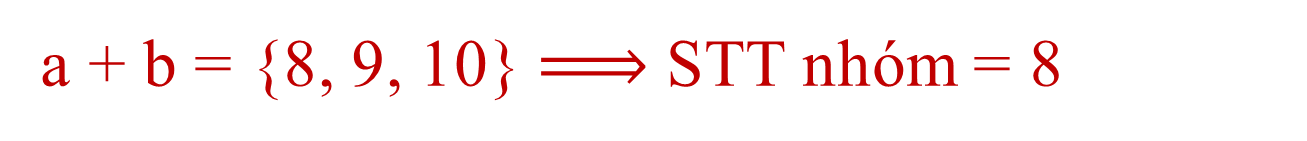 a + b = {8, 9, 10} ⟹ STT nhóm = 8